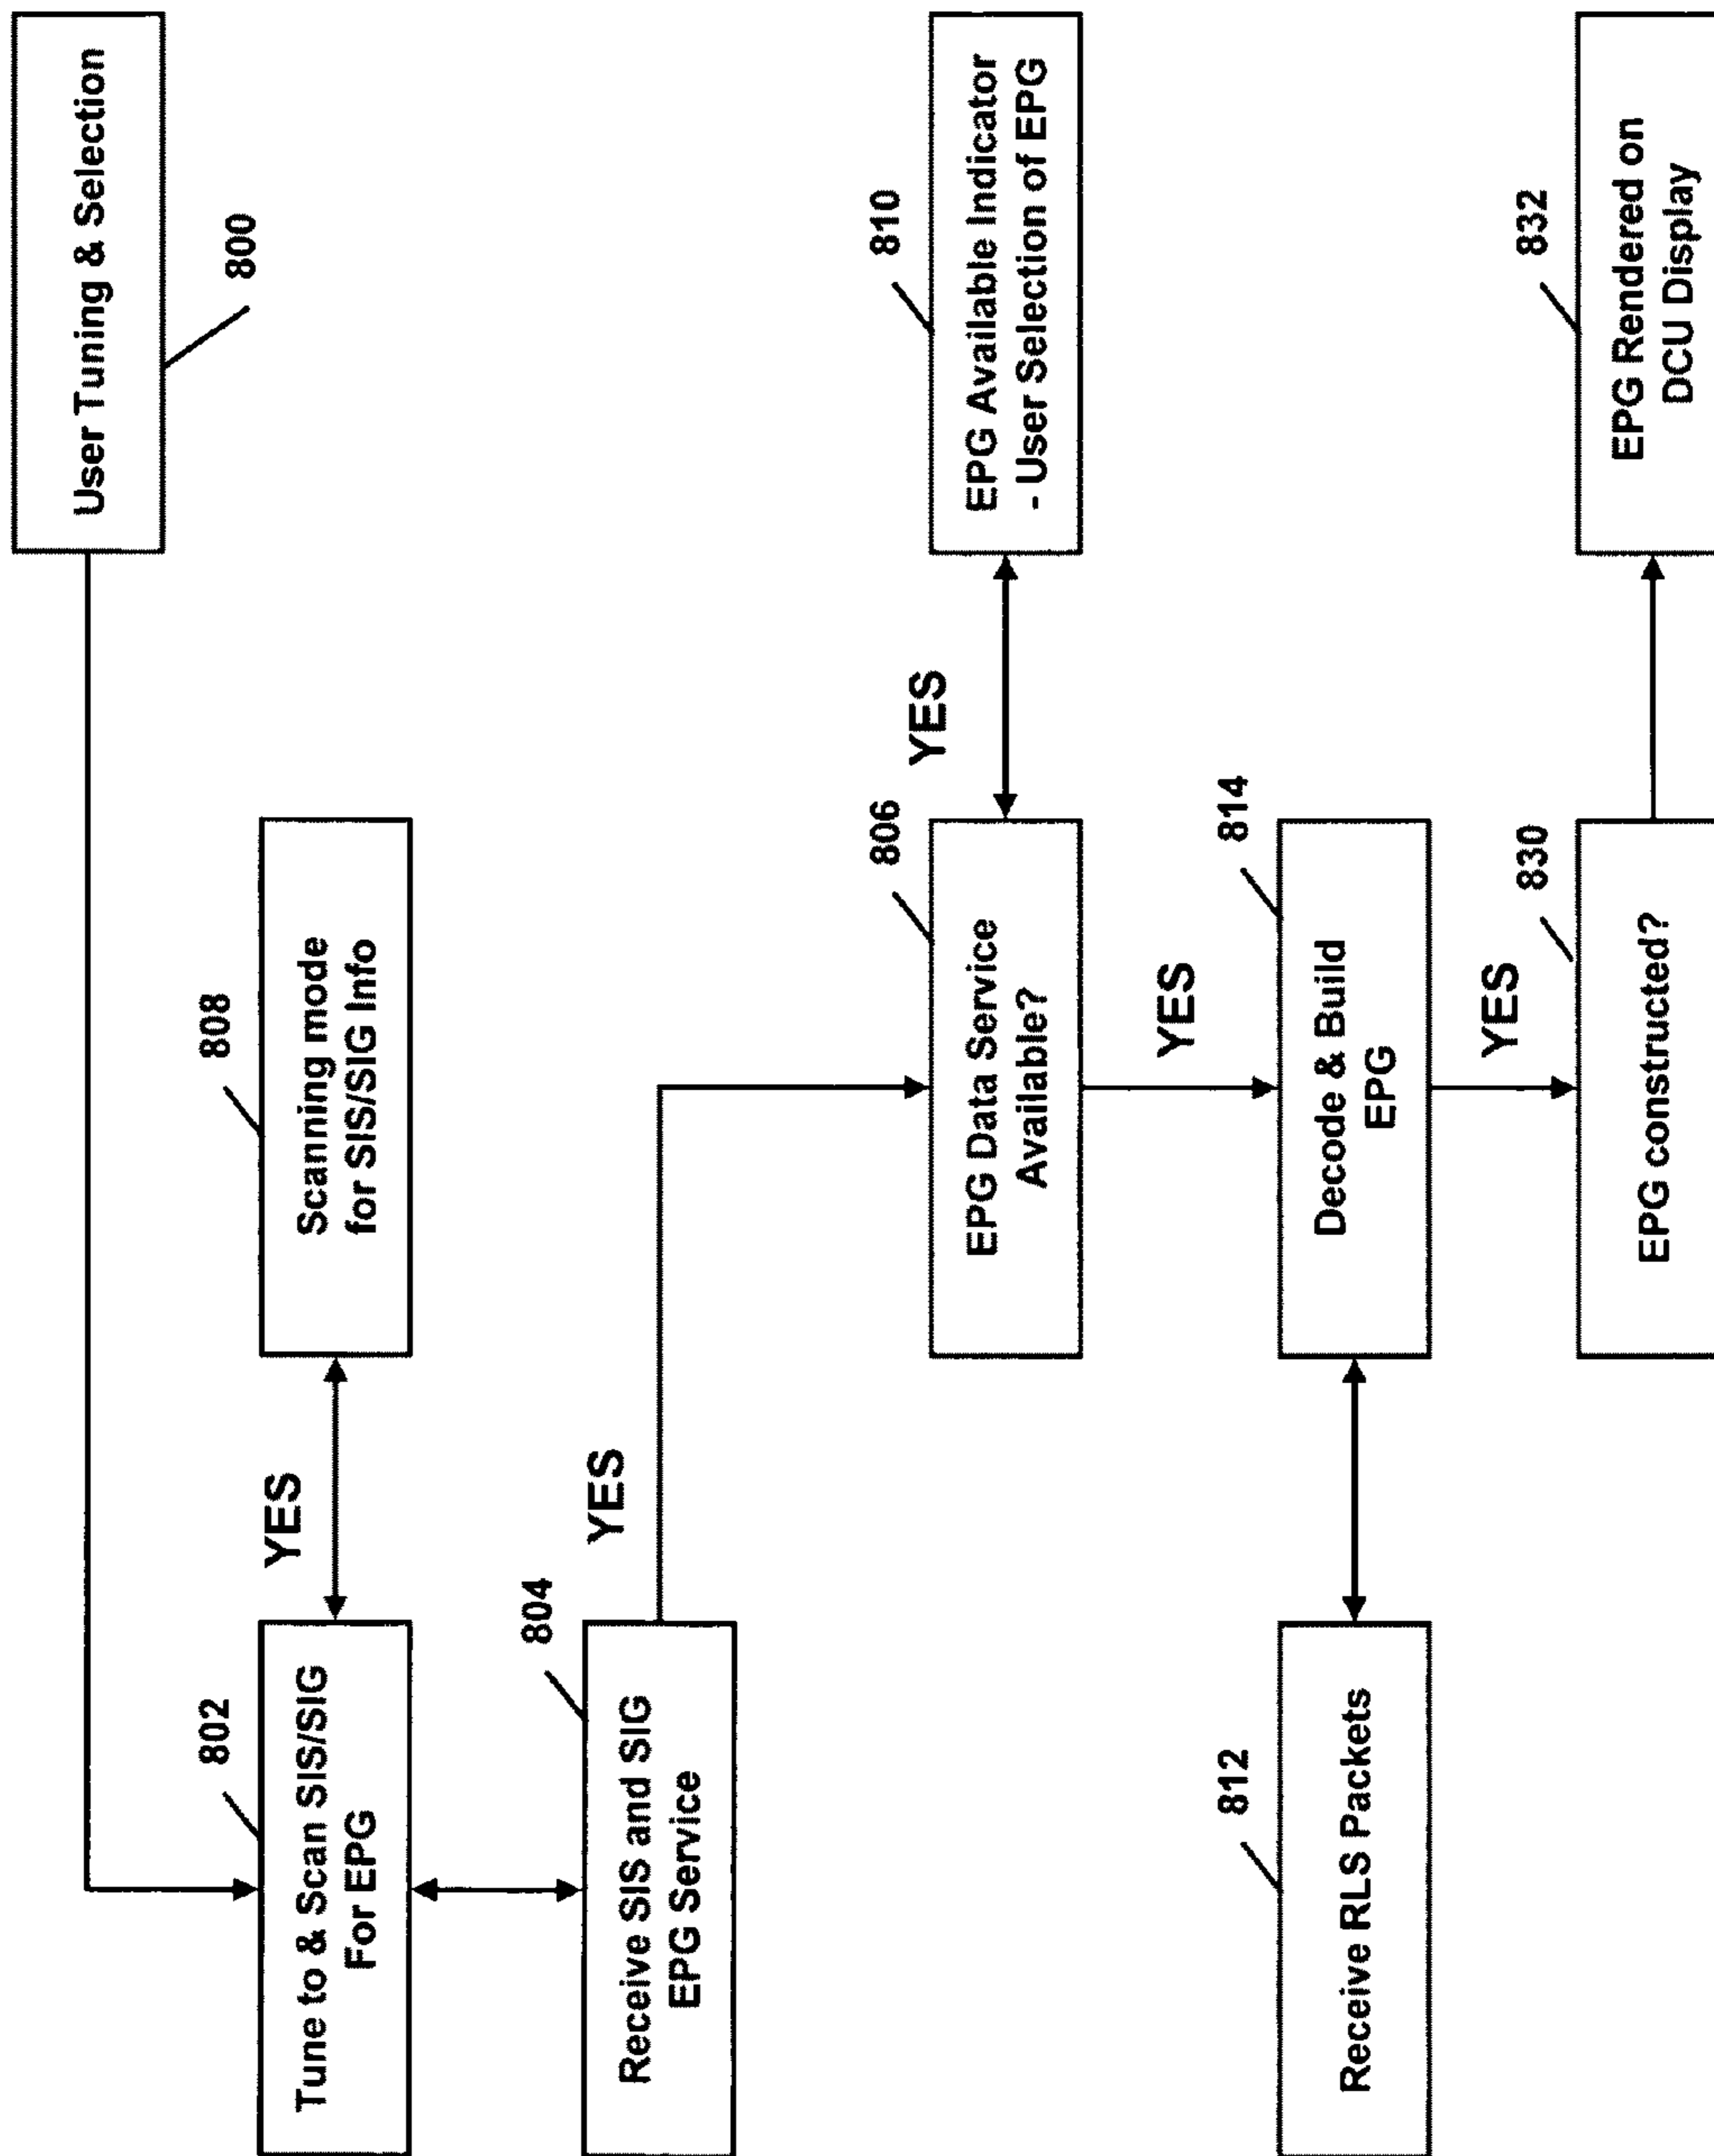 User Tuning & Selection
800
802
Tune to & Scan SIS/SIG
For EPG
YES
808
Scanning mode
for SIS/SIG Info
804
Receive SIS and SIG
EPG Service
YES
806
EPG Data Service
Available?
YES
810
EPG Available Indicator
- User Selection of EPG
YES
812
Receive RLS Packets
814
Decode & Build
EPG
YES
830
EPG constructed?
832
EPG Rendered on
DCU Display